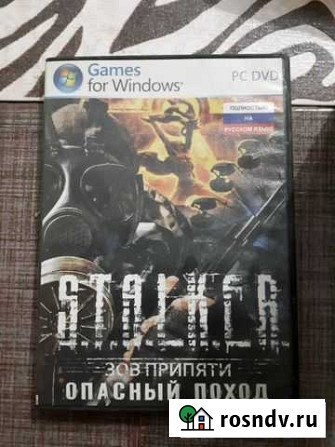 Games
for Windows®
PC DVD
ПОЛНОСТЬЮ
НА
РУССКОМ ЯЗЫКЕ
S.T.A.L.K.E.R.
ЗОВ ПРИПЯТИ
ОПАСНЫЙ ПОХОД
rosndv.ru